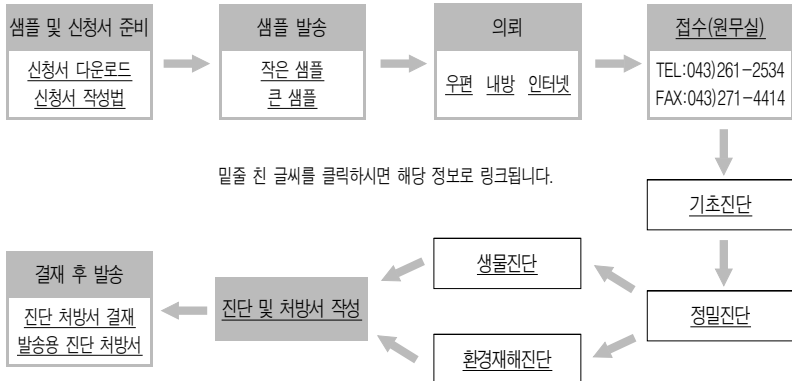 샘플 및 신청서 준비
신청서 다운로드
신청서 작성법
샘플 발송
작은 샘플
큰 샘플
의뢰
우편 내방 인터넷
접수(원무실)
TEL:043)261-2534
FAX:043)271-4414
밑줄 친 글씨를 클릭하시면 해당 정보로 링크됩니다.
기초진단
정밀진단
생물진단
환경재해진단
진단 및 처방서 작성
결재 후 발송
진단 처방서 결재
발송용 진단 처방서